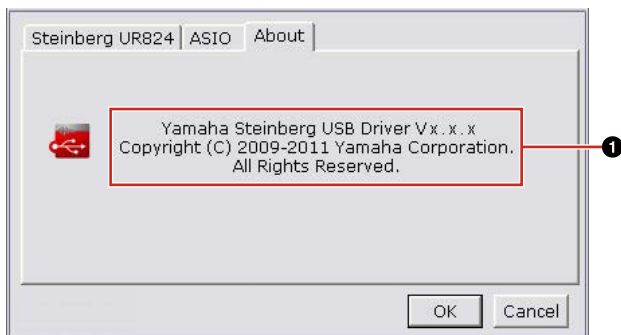 Steinberg UR824 ASIO About
Yamaha Steinberg USB Driver Vx.x.x
Copyright (C) 2009-2011 Yamaha Corporation.
All Rights Reserved.
1
OK Cancel